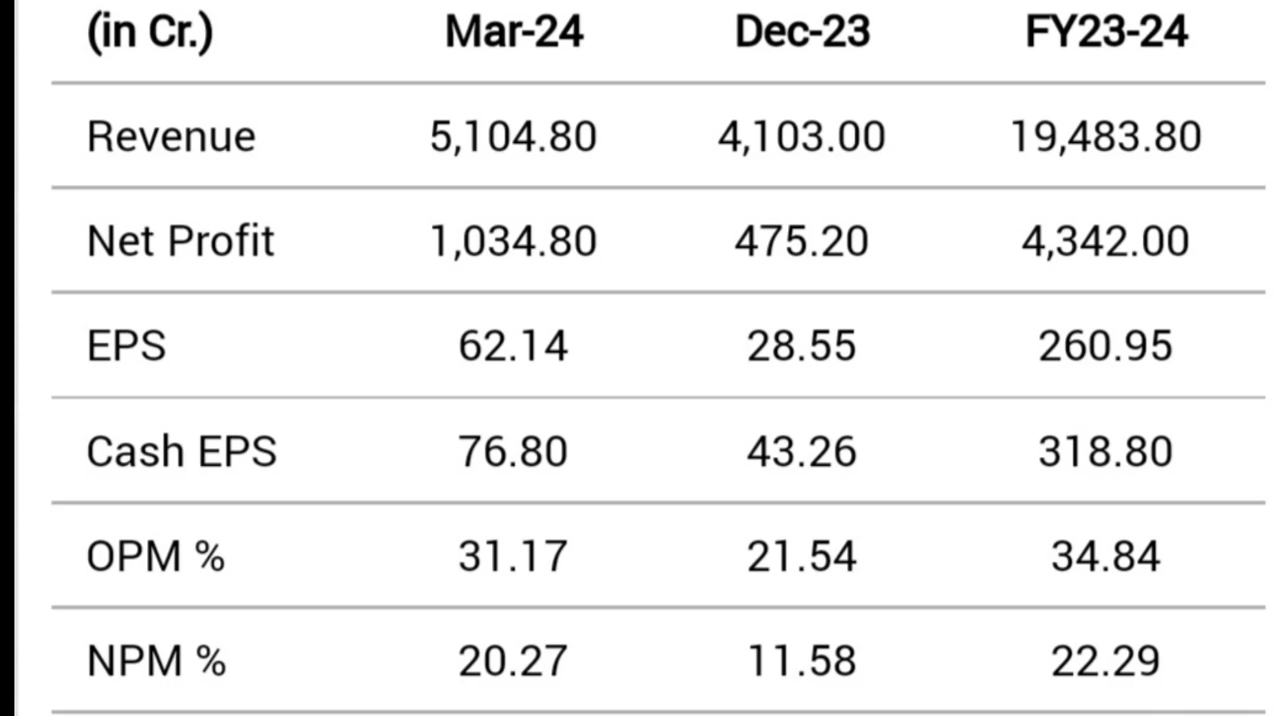 (in Cr.) Mar-24 Dec-23 FY23-24
Revenue 5,104.80 4,103.00 19,483.80
Net Profit 1,034.80 475.20 4,342.00
EPS 62.14 28.55 260.95
Cash EPS 76.80 43.26 318.80
OPM % 31.17 21.54 34.84
NPM % 20.27 11.58 22.29